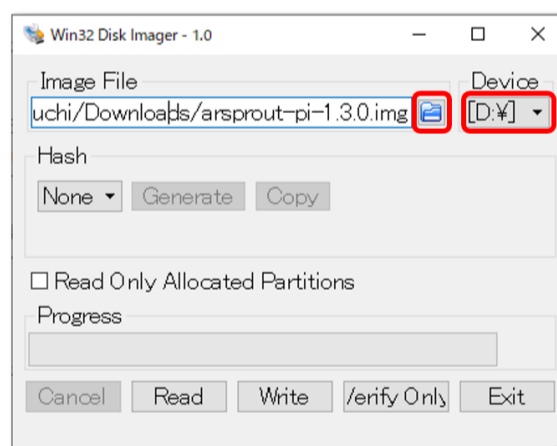 Win32 Disk Imager - 1.0
Image File
Device
uchi/Downloads/arsprout-pi-1.3.0.img
[D:¥]
Hash
None
Generate
Copy
Read Only Allocated Partitions
Progress
Cancel
Read
Write
/erify Only
Exit